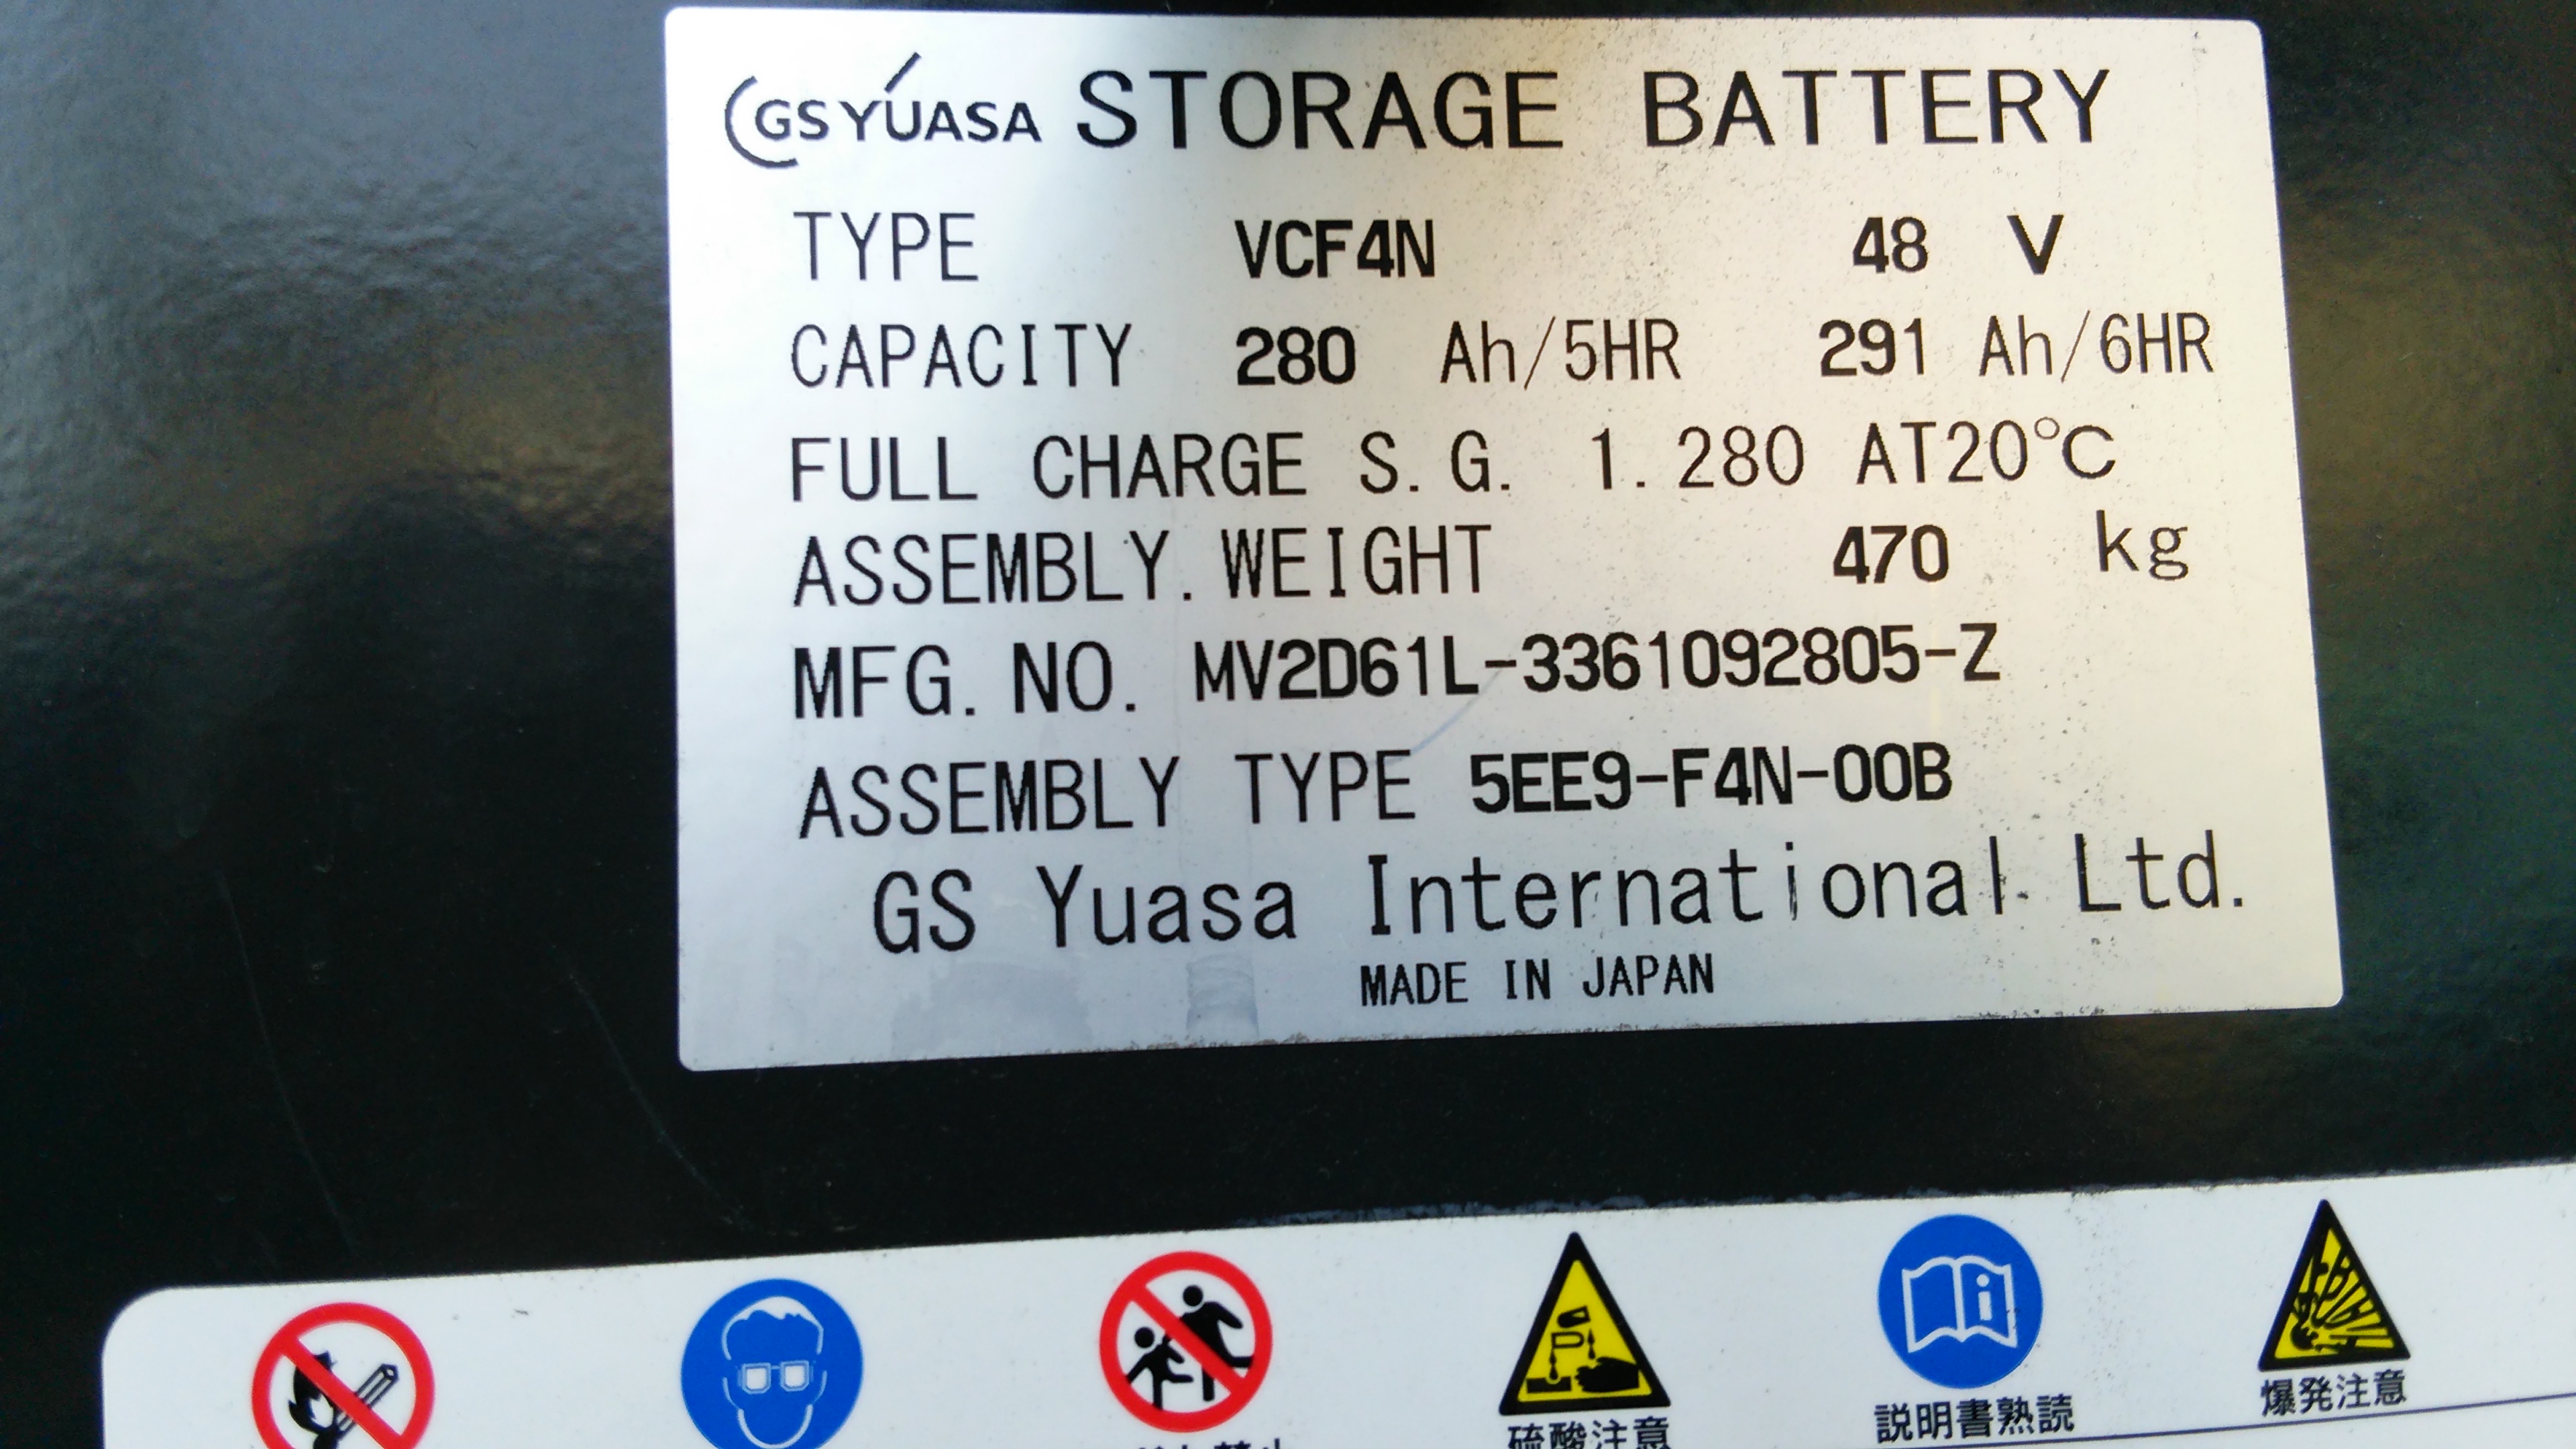 GS YUASA STORAGE BATTERY
TYPE VCF4N 48 V
CAPACITY 280 Ah/5HR 291 Ah/6HR
FULL CHARGE S.G. 1.280 AT20℃
ASSEMBLY.WEIGHT 470 kg
MFG.NO. MV2D61L-3361092805-Z
ASSEMBLY TYPE 5EE9-F4N-00B
GS Yuasa International Ltd.
MADE IN JAPAN
硫酸注意
説明書熟読
爆発注意